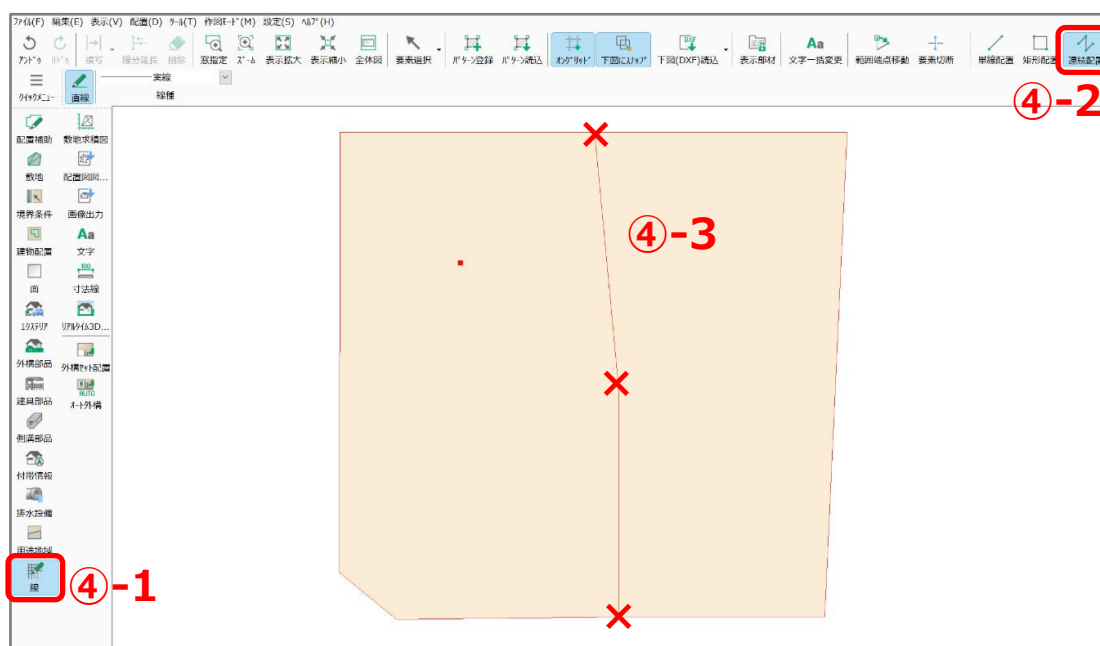 ファイル(F) 編集(E) 表示(V) 配置(D) ツール(T) 作図モード(M) 設定(S) ヘルプ(H)
アンドゥ リドゥ 複写 線分延長 削除 窓指定 ズーム 表示拡大 表示縮小 全体図 要素選択 パターン登録 パターン読込 オングリッド 下図にスナップ 下図(DXF)読込 表示部材 文字一括変更 範囲端点移動 要素切断 単線配置 矩形配置 連続配置
クイックメニュー 直線 実線
線種
④-2
配置補助 敷地求積図
敷地 配置図図...
境界条件 画像出力
建物配置 文字
面 寸法線
エクステリア リアルタイム3D...
外構部品 外構セット配置
建具部品 オート外構
側溝部品
付帯情報
排水設備
用途地域
線
④-1
④-3